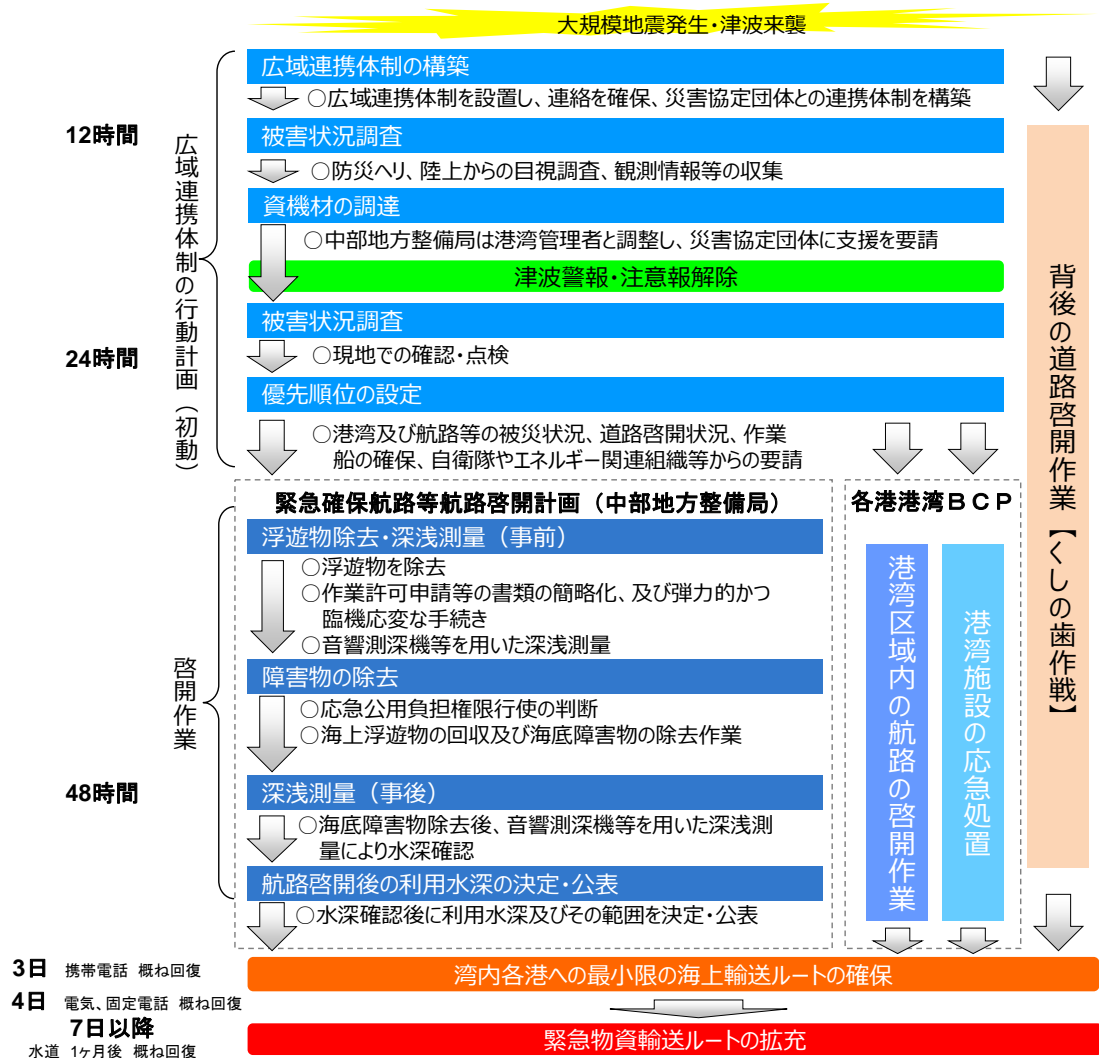 大規模地震発生・津波来襲
広域連携体制の構築
○広域連携体制を設置し、連絡を確保、災害協定団体との連携体制を構築
12時間
被害状況調査
○防災ヘリ、陸上からの目視調査、観測情報等の収集
資機材の調達
○中部地方整備局は港湾管理者と調整し、災害協定団体に支援を要請
津波警報・注意報解除
被害状況調査
24時間
○現地での確認・点検
優先順位の設定
○港湾及び航路等の被災状況、道路啓開状況、作業
船の確保、自衛隊やエネルギー関連組織等からの要請
広域連携体制の行動計画（初動）
緊急確保航路等航路啓開計画（中部地方整備局）
浮遊物除去・深浅測量（事前）
○浮遊物を除去
○作業許可申請等の書類の簡略化、及び弾力的かつ
臨機応変な手続き
○音響測深機等を用いた深浅測量
障害物の除去
○応急公用負担権限行使の判断
○海上浮遊物の回収及び海底障害物の除去作業
啓開作業
48時間
深浅測量（事後）
○海底障害物除去後、音響測深機等を用いた深浅測
量により水深確認
航路啓開後の利用水深の決定・公表
○水深確認後に利用水深及びその範囲を決定・公表
各港港湾ＢＣＰ
港湾区域内の航路の啓開作業
港湾施設の応急処置
背後の道路啓開作業【くしの歯作戦】
3日 携帯電話 概ね回復
湾内各港への最小限の海上輸送ルートの確保
4日 電気、固定電話 概ね回復
7日以降
緊急物資輸送ルートの拡充
水道 1ヶ月後 概ね回復